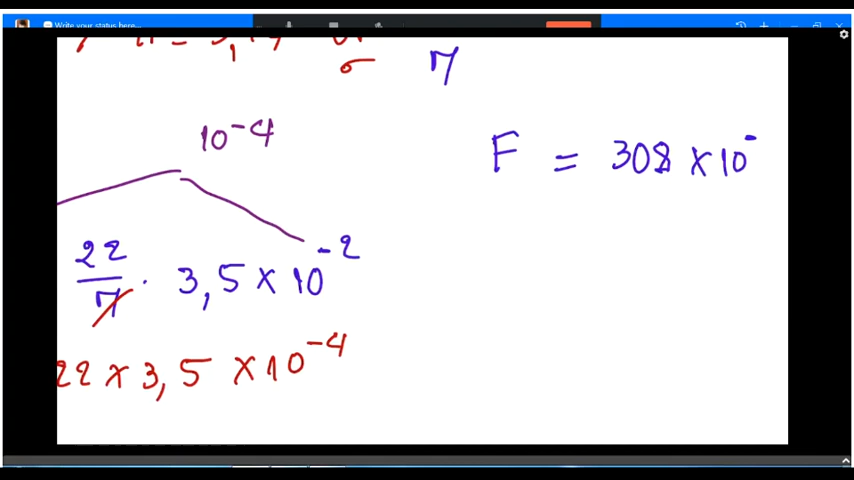 Write your status here...
7
10⁻⁴
F = 308 × 10⁻
22/7 · 3,5 × 10⁻²
22 × 3,5 × 10⁻⁴